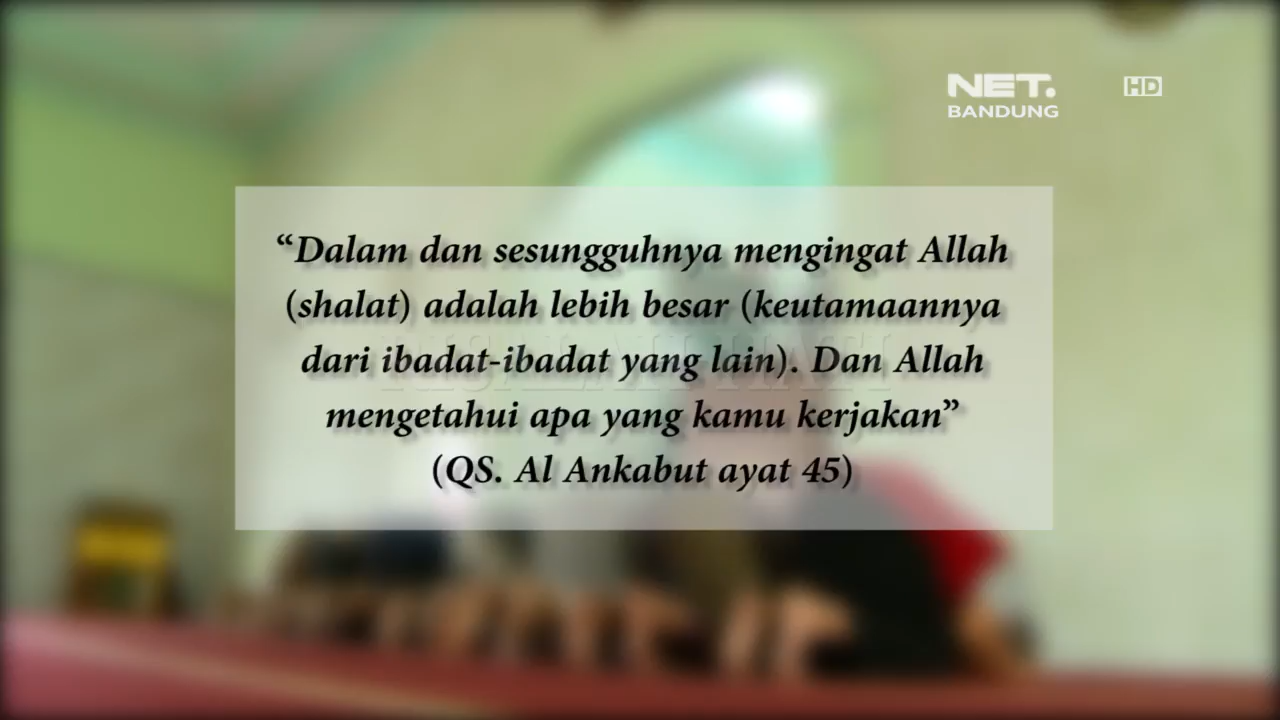 NET.
BANDUNG
HD
“Dalam dan sesungguhnya mengingat Allah
(shalat) adalah lebih besar (keutamaannya
dari ibadat-ibadat yang lain). Dan Allah
mengetahui apa yang kamu kerjakan”
(QS. Al Ankabut ayat 45)